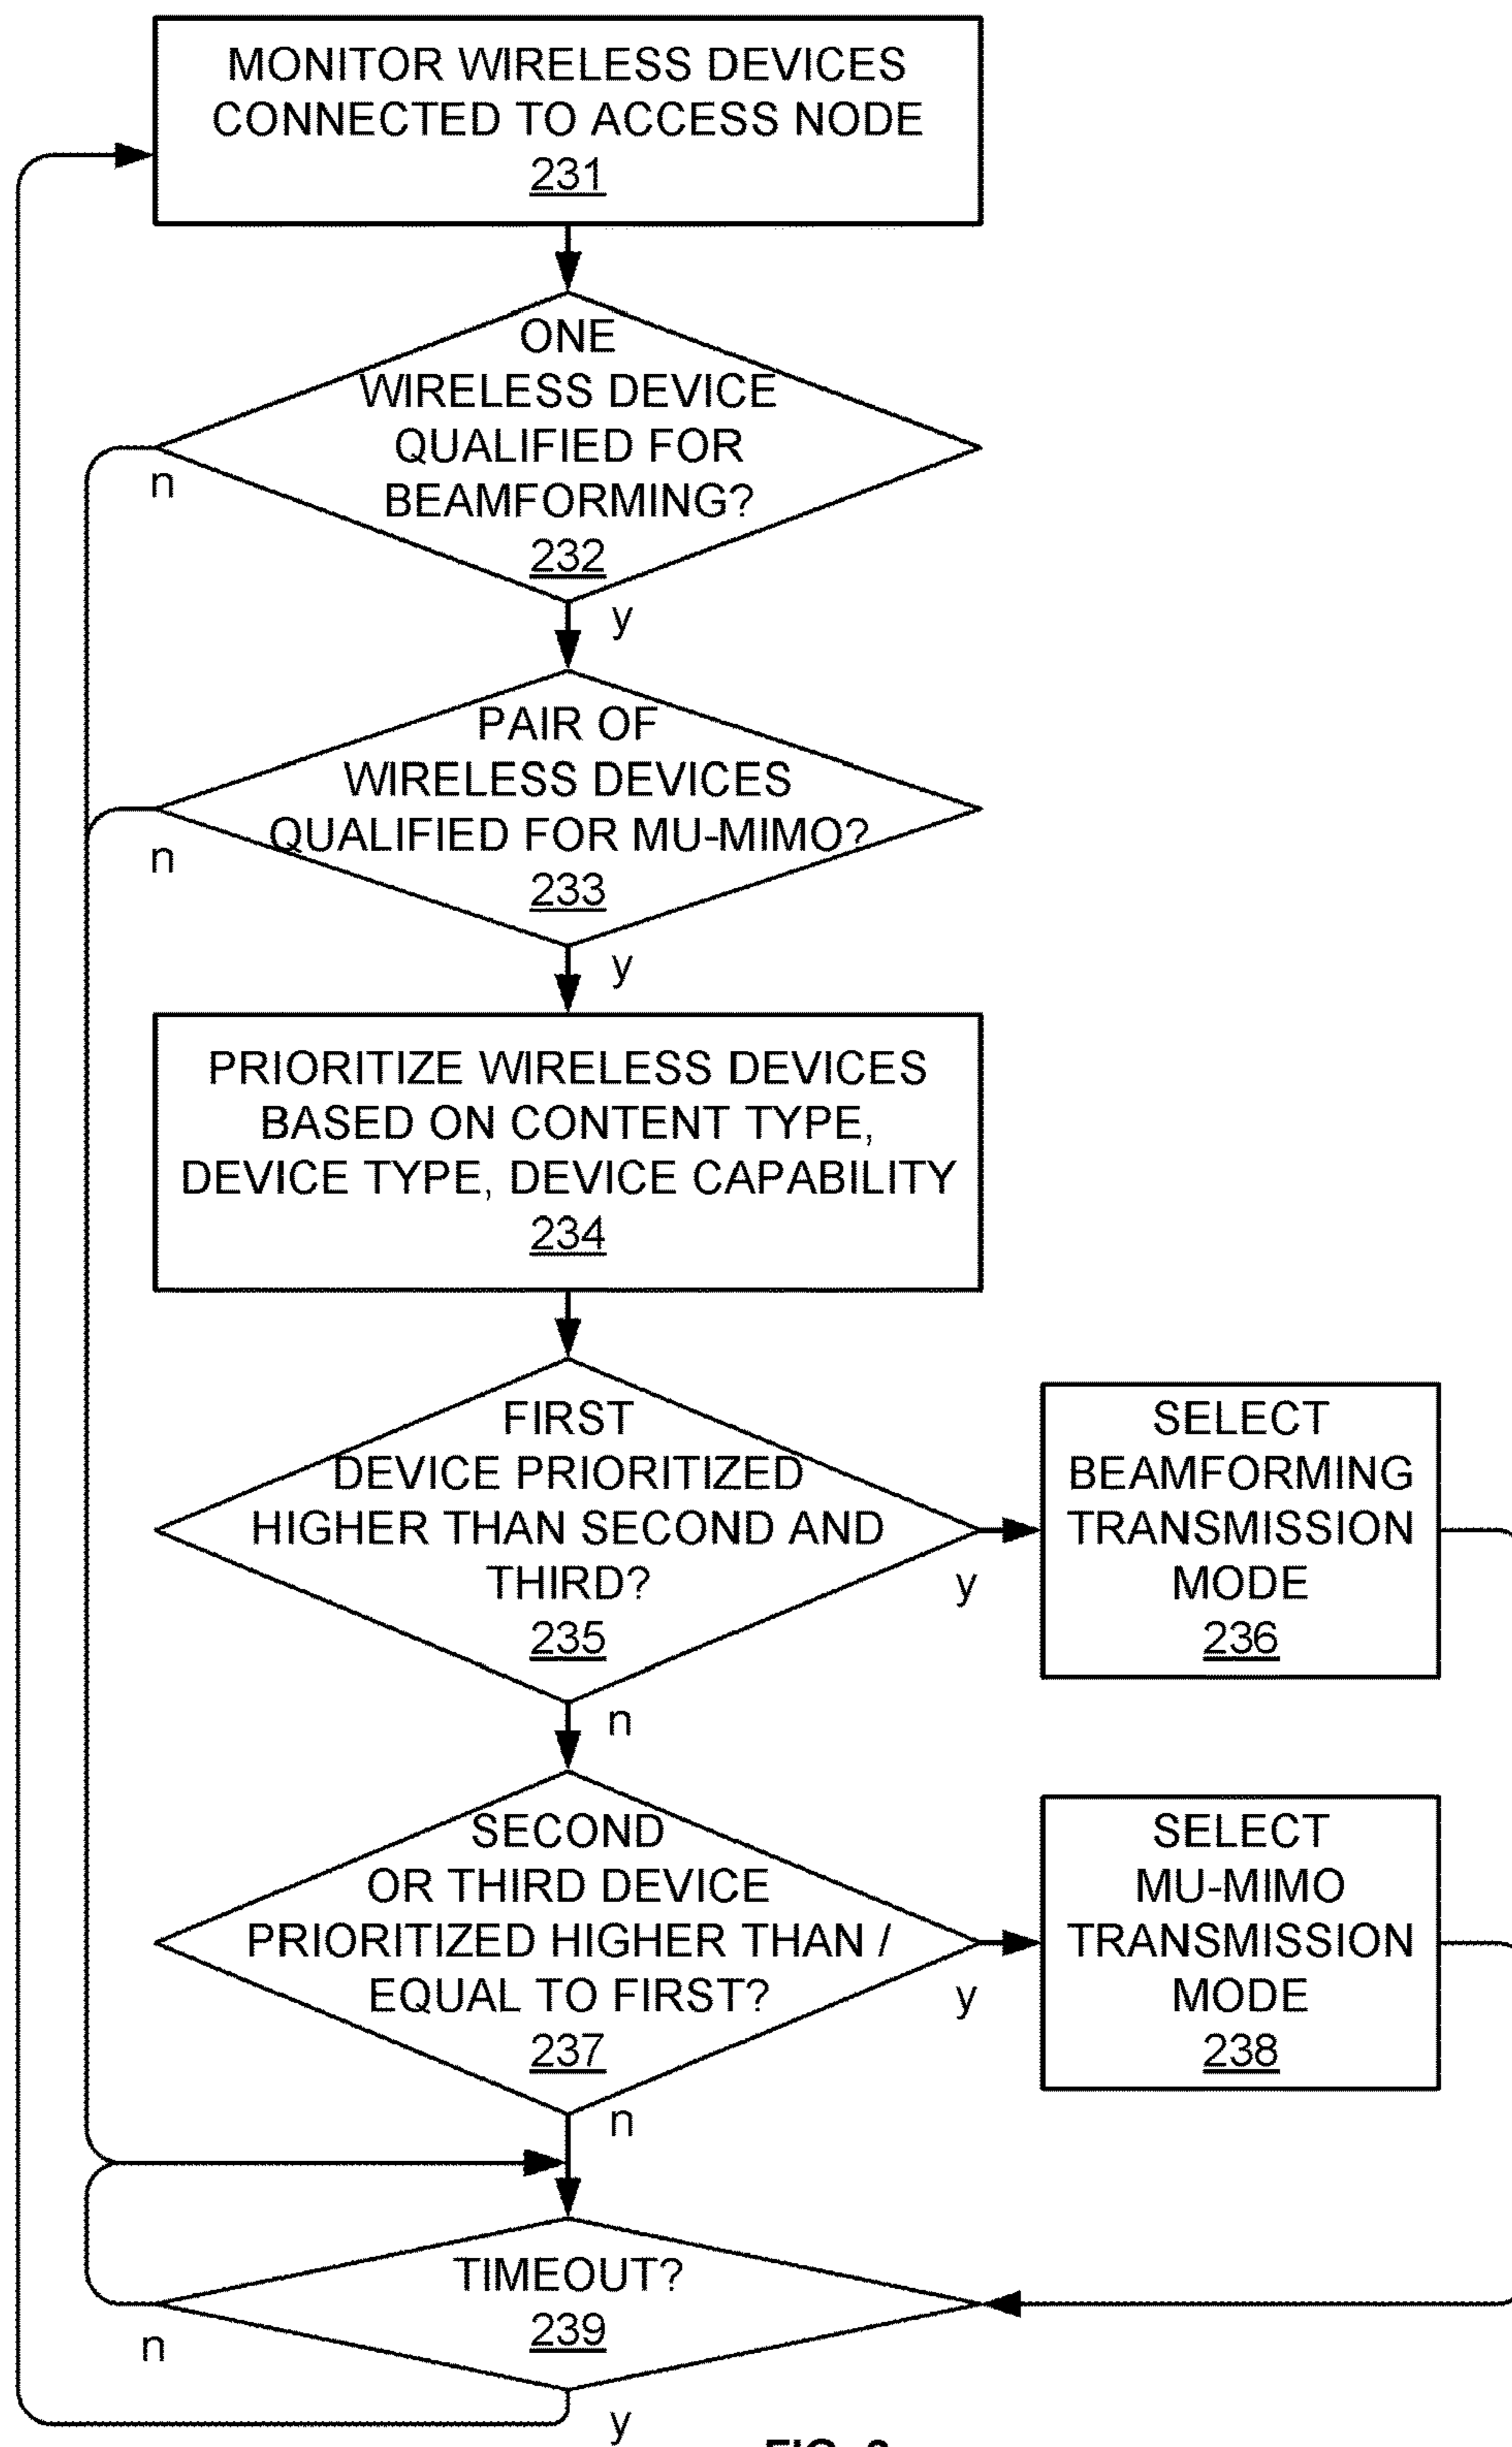 MONITOR WIRELESS DEVICES
CONNECTED TO ACCESS NODE
231
ONE
WIRELESS DEVICE
QUALIFIED FOR
BEAMFORMING?
232
n
y
PAIR OF
WIRELESS DEVICES
QUALIFIED FOR MU-MIMO?
233
n
y
PRIORITIZE WIRELESS DEVICES
BASED ON CONTENT TYPE,
DEVICE TYPE, DEVICE CAPABILITY
234
FIRST
DEVICE PRIORITIZED
HIGHER THAN SECOND AND
THIRD?
235
y
n
SELECT
BEAMFORMING
TRANSMISSION
MODE
236
SECOND
OR THIRD DEVICE
PRIORITIZED HIGHER THAN /
EQUAL TO FIRST?
237
y
n
SELECT
MU-MIMO
TRANSMISSION
MODE
238
TIMEOUT?
239
n
y